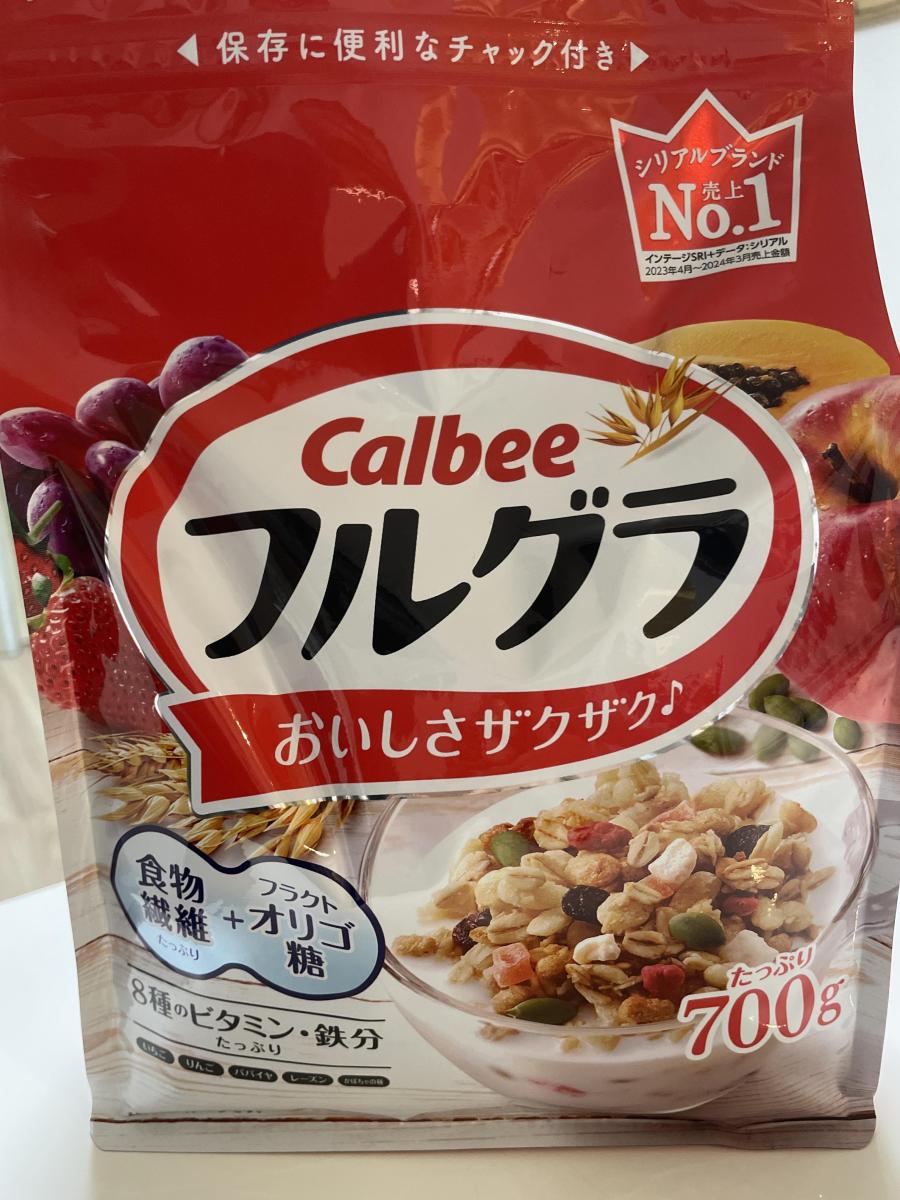 保存に便利なチャック付き
シリアルブランド
売上
No.1
インテージSRI+データ:シリアル
2023年4月~2024年3月売上金額
Calbee
フルグラ
おいしさザクザク♪
食物
繊維
たっぷり
+
フラクト
オリゴ
糖
8種のビタミン・鉄分
たっぷり
いちご りんご パパイヤ レーズン かぼちゃの種
たっぷり
700g